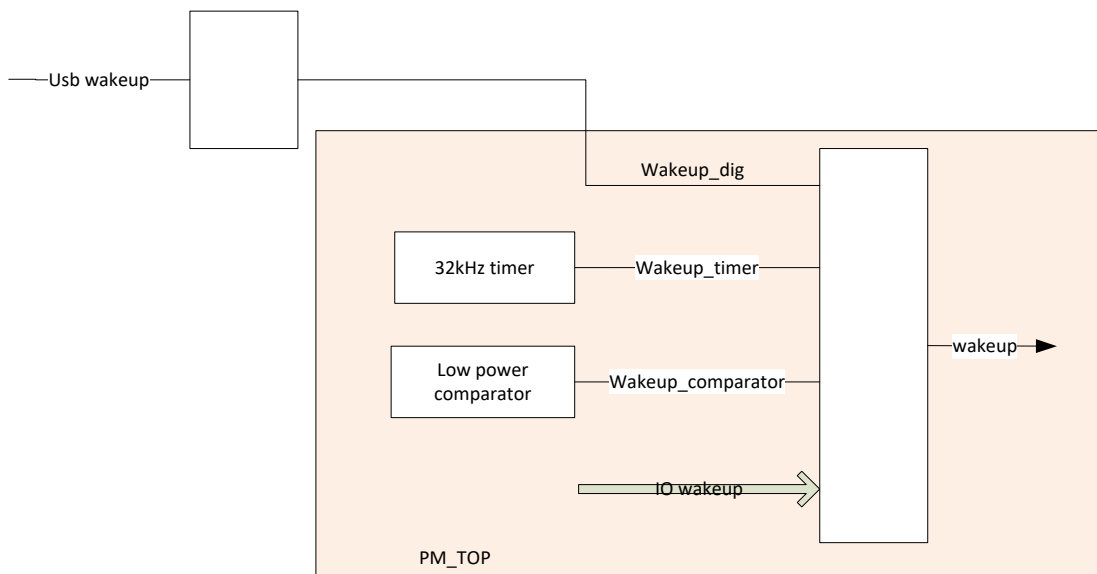 Usb wakeup
Wakeup_dig
32kHz timer
Wakeup_timer
Low power
comparator
Wakeup_comparator
wakeup
IO wakeup
PM_TOP